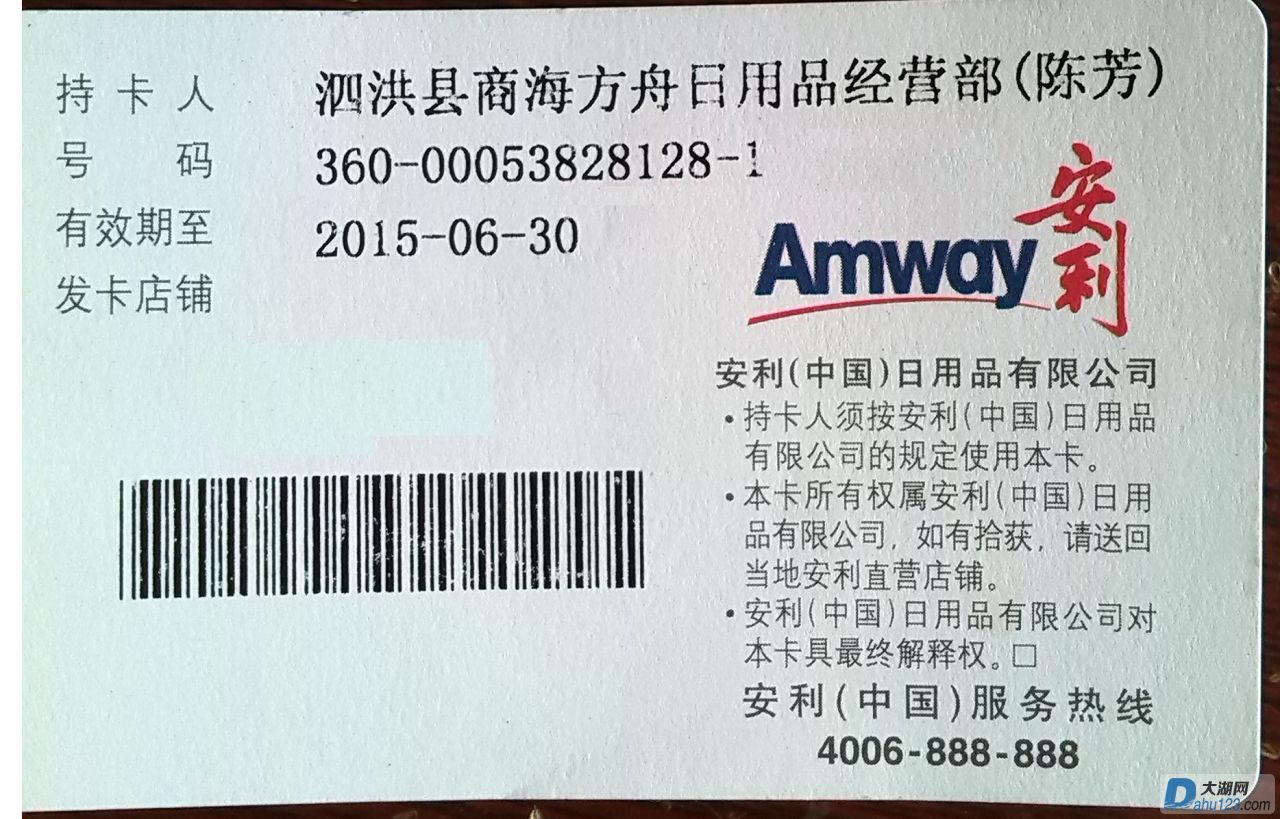 持卡人 泗洪县商海方舟日用品经营部(陈芳)
号码 360-00053828128-1
有效期至 2015-06-30
发卡店铺
Amway 安利
安利(中国)日用品有限公司
•持卡人须按安利(中国)日用品
有限公司的规定使用本卡。
•本卡所有权属安利(中国)日用
品有限公司，如有拾获，请送回
当地安利直营店铺。
•安利(中国)日用品有限公司对
本卡具最终解释权。□
安利(中国)服务热线
4006-888-888
大湖网
Dahu123.com